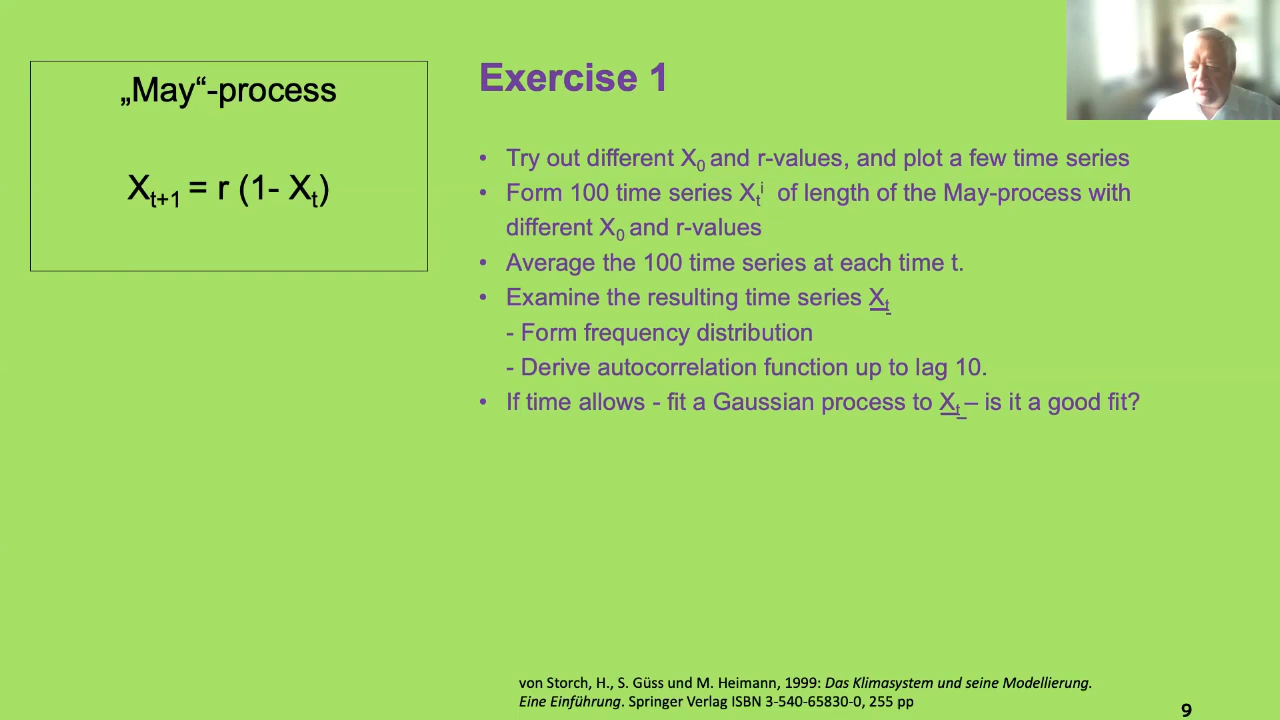 „May“-process
X_{t+1} = r (1- X_t)
Exercise 1
• Try out different X_0 and r-values, and plot a few time series
• Form 100 time series X_t^i of length of the May-process with
different X_0 and r-values
• Average the 100 time series at each time t.
• Examine the resulting time series X_t
- Form frequency distribution
- Derive autocorrelation function up to lag 10.
• If time allows - fit a Gaussian process to X_t – is it a good fit?
von Storch, H., S. Güss und M. Heimann, 1999: Das Klimasystem und seine Modellierung.
Eine Einführung. Springer Verlag ISBN 3-540-65830-0, 255 pp
9